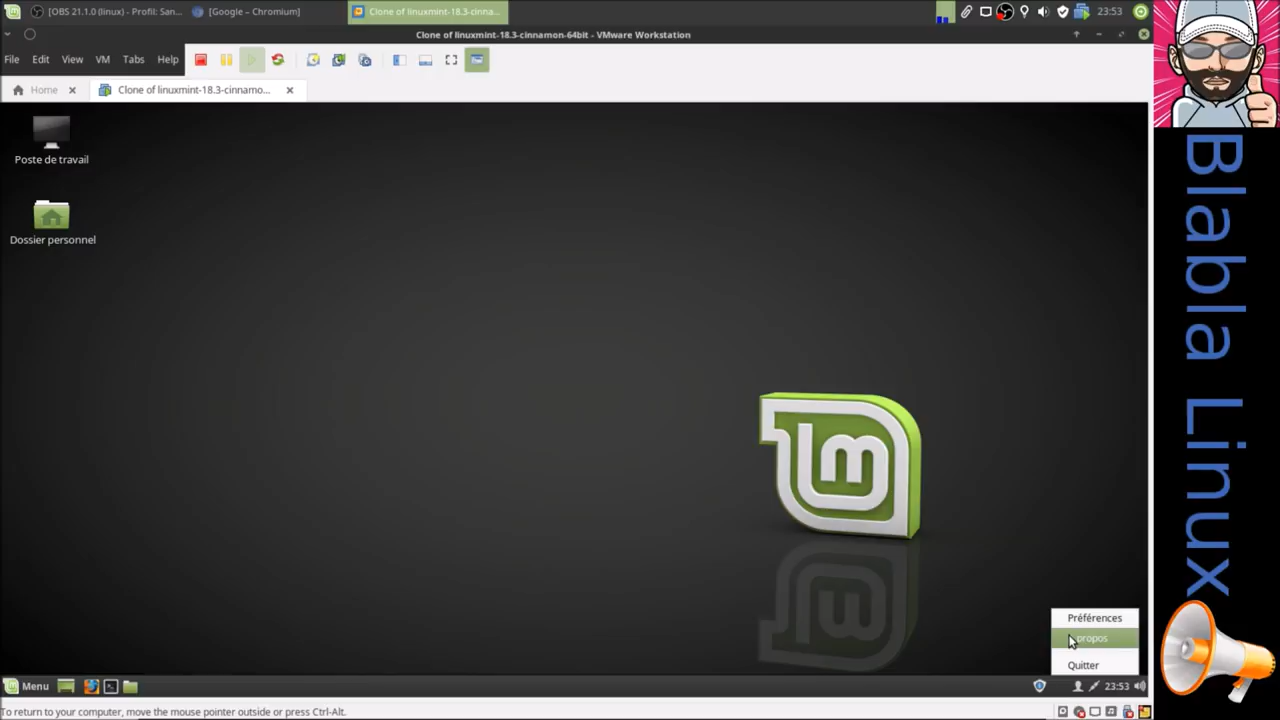 [OBS 21.1.0 (linux) - Profil: San...
[Google – Chromium]
Clone of linuxmint-18.3-cinna...
23:53
Clone of linuxmint-18.3-cinnamon-64bit - VMware Workstation
File Edit View VM Tabs Help
Home
Clone of linuxmint-18.3-cinnamo...
Poste de travail
Dossier personnel
lm
Préférences
propos
Quitter
Menu
23:53
To return to your computer, move the mouse pointer outside or press Ctrl-Alt.
Blabla Linux